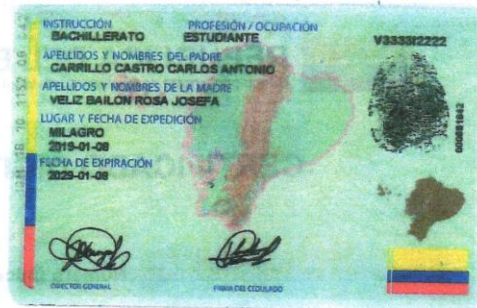 INSTRUCCIÓN PROFESIÓN / OCUPACIÓN
BACHILLERATO ESTUDIANTE V3333I2222
APELLIDOS Y NOMBRES DEL PADRE
CARRILLO CASTRO CARLOS ANTONIO
APELLIDOS Y NOMBRES DE LA MADRE
VELIZ BAILON ROSA JOSEFA
LUGAR Y FECHA DE EXPEDICIÓN
MILAGRO
2019-01-08
FECHA DE EXPIRACIÓN
2029-01-08
DIRECTOR GENERAL FIRMA DEL CEDULADO